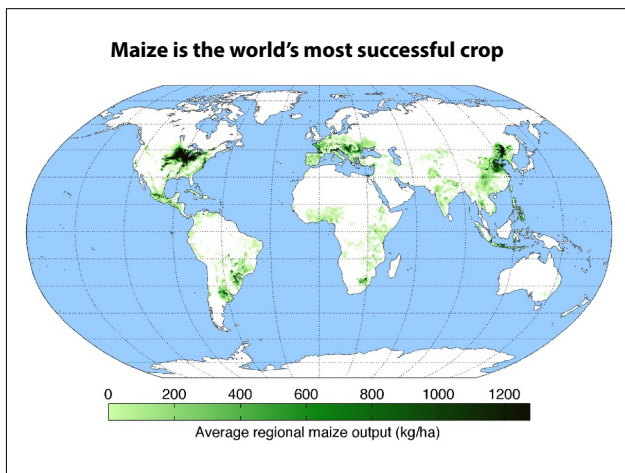 Maize is the world's most successful crop
0 200 400 600 800 1000 1200
Average regional maize output (kg/ha)